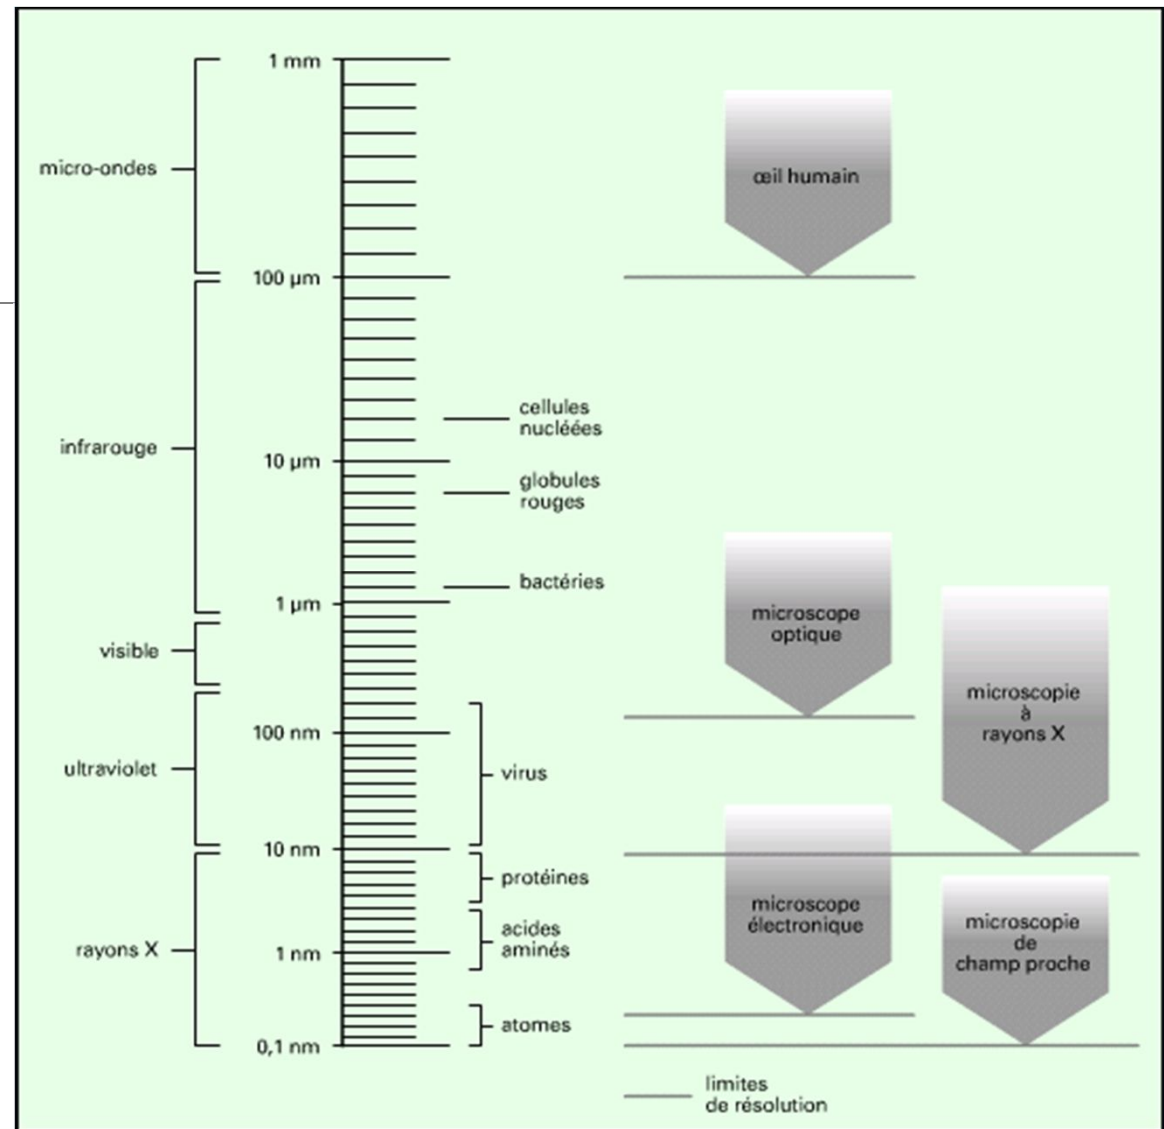 1 mm
micro-ondes
œil humain
100 µm
cellules
nucléées
infrarouge
10 µm
globules
rouges
bactéries
1 µm
microscope
optique
visible
microscopie
à
rayons X
100 nm
ultraviolet
virus
10 nm
protéines
microscope
électronique
acides
aminés
microscopie
de
champ proche
rayons X
1 nm
atomes
0,1 nm
limites
de résolution